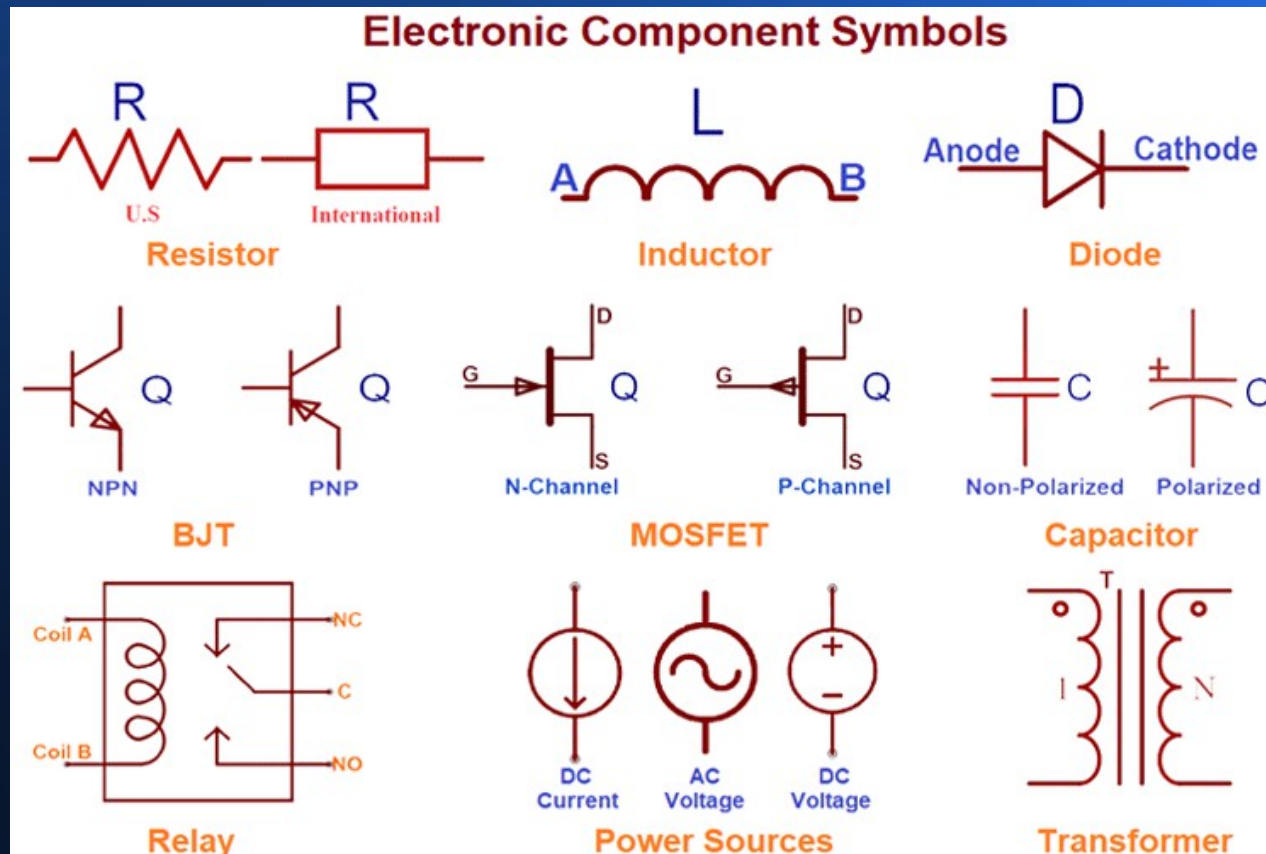 Electronic Component Symbols
R
R
L
D
Anode
Cathode
A
B
U.S
International
Resistor
Inductor
Diode
Q
Q
G
D
Q
S
G
D
Q
S
C
+
C
NPN
PNP
N-Channel
P-Channel
Non-Polarized
Polarized
BJT
MOSFET
Capacitor
Coil A
Coil B
NC
C
NO
+
−
T
1
N
DC
Current
AC
Voltage
DC
Voltage
Relay
Power Sources
Transformer